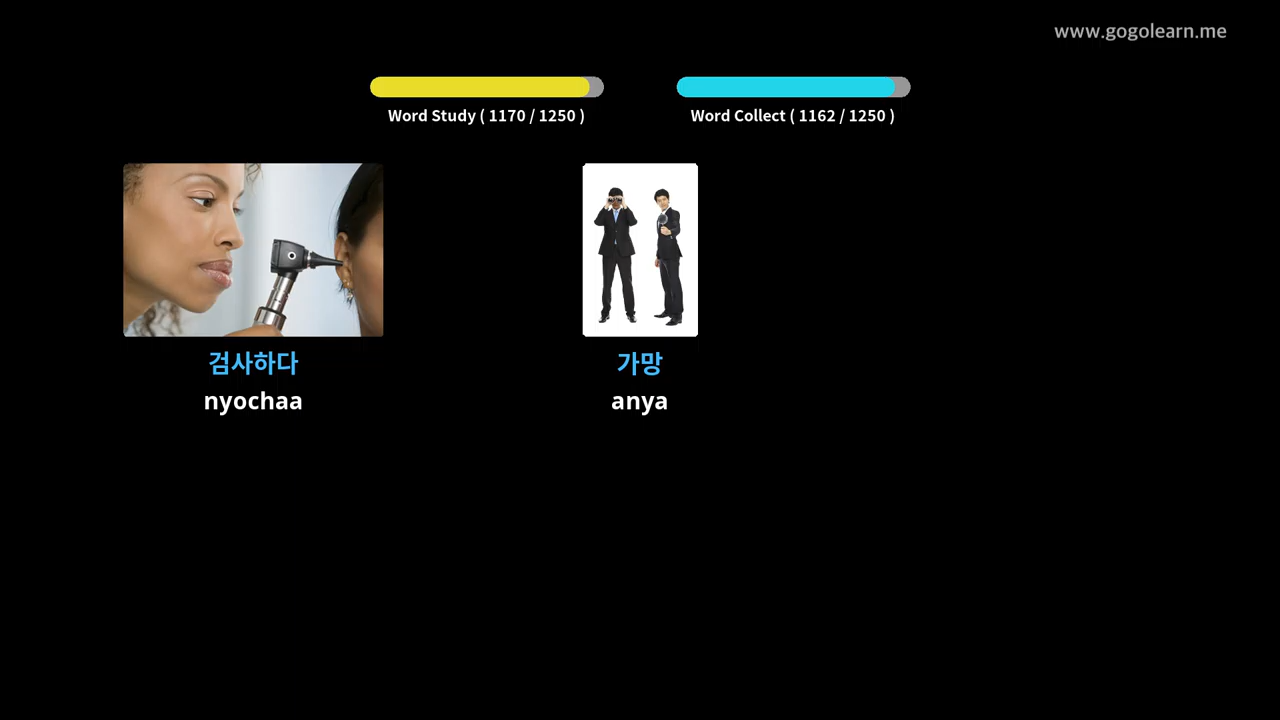 www.gogolearn.me
Word Study ( 1170 / 1250 )
Word Collect ( 1162 / 1250 )
검사하다
nyochaa
가망
anya